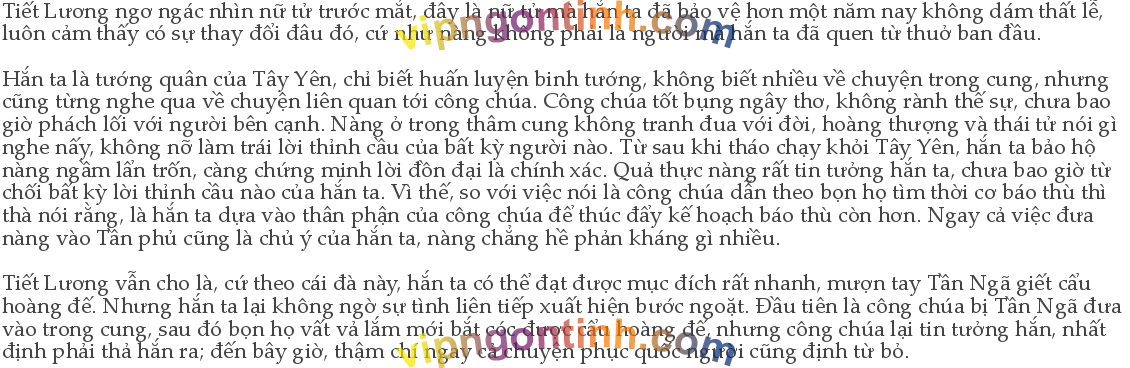 Tiết Lương ngơ ngác nhìn nữ tử trước mắt, đây là nữ tử mà hắn ta đã bảo vệ hơn một năm nay không dám thất lễ,
luôn cảm thấy có sự thay đổi đâu đó, cứ như nàng không phải là người mà hắn ta đã quen từ thuở ban đầu.
vipngontinh.com
Hắn ta là tướng quân của Tây Yên, chỉ biết huấn luyện binh tướng, không biết nhiều về chuyện trong cung, nhưng
cũng từng nghe qua về chuyện liên quan tới công chúa. Công chúa tốt bụng ngây thơ, không rành thế sự, chưa bao
giờ phách lối với người bên cạnh. Nàng ở trong thâm cung không tranh đua với đời, hoàng thượng và thái tử nói gì
nghe nấy, không nỡ làm trái lời thỉnh cầu của bất kỳ người nào. Từ sau khi tháo chạy khỏi Tây Yên, hắn ta bảo hộ
nàng ngầm lẩn trốn, càng chứng minh lời đồn đại là chính xác. Quả thực nàng rất tin tưởng hắn ta, chưa bao giờ từ
chối bất kỳ lời thỉnh cầu nào của hắn ta. Vì thế, so với việc nói là công chúa dẫn theo bọn họ tìm thời cơ báo thù thì
thà nói rằng, là hắn ta dựa vào thân phận của công chúa để thúc đẩy kế hoạch báo thù còn hơn. Ngay cả việc đưa
nàng vào Tần phủ cũng là chủ ý của hắn ta, nàng chẳng hề phản kháng gì nhiều.
Tiết Lương vẫn cho là, cứ theo cái đà này, hắn ta có thể đạt được mục đích rất nhanh, mượn tay Tần Ngã giết cẩu
hoàng đế. Nhưng hắn ta lại không ngờ sự tình liên tiếp xuất hiện bước ngoặt. Đầu tiên là công chúa bị Tần Ngã đưa
vào trong cung, sau đó bọn họ vất vả lắm mới bắt cóc được cẩu hoàng đế, nhưng công chúa lại tin tưởng hắn, nhất
định phải thả hắn ra; đến bây giờ, thậm chí ngay cả chuyện phục quốc người cũng định từ bỏ.
vipngontinh.com